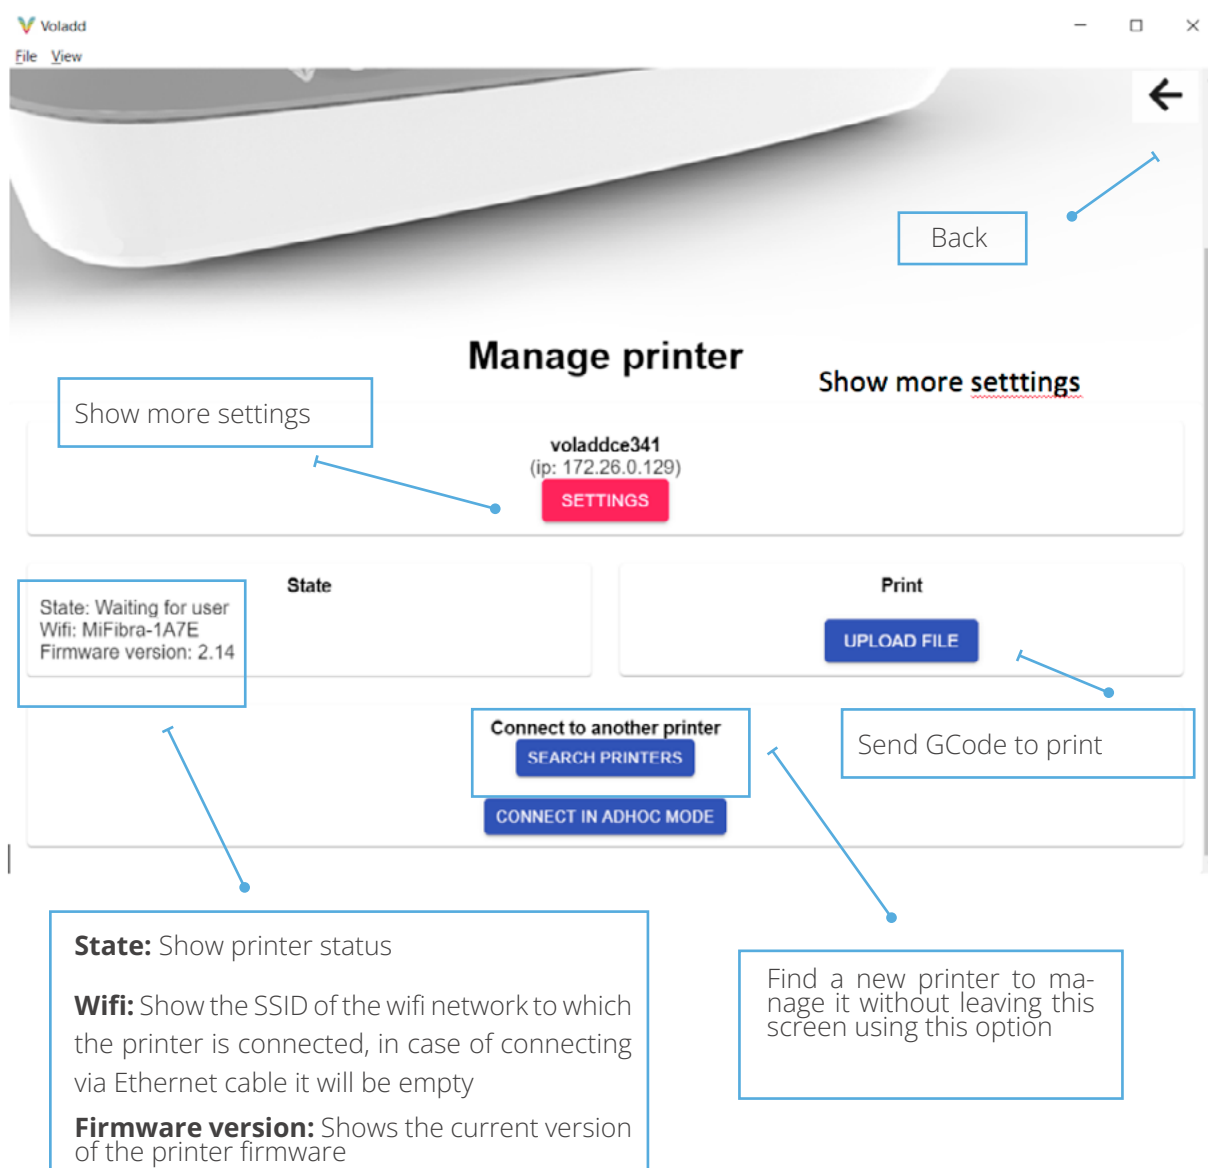 Voladd
File View
Back
Manage printer
Show more setttings
Show more settings
voladdce341
(ip: 172.26.0.129)
SETTINGS
State
State: Waiting for user
Wifi: MiFibra-1A7E
Firmware version: 2.14
Print
UPLOAD FILE
Send GCode to print
Connect to another printer
SEARCH PRINTERS
CONNECT IN ADHOC MODE
State: Show printer status
Wifi: Show the SSID of the wifi network to which
the printer is connected, in case of connecting
via Ethernet cable it will be empty
Firmware version: Shows the current version
of the printer firmware
Find a new printer to ma-
nage it without leaving this
screen using this option